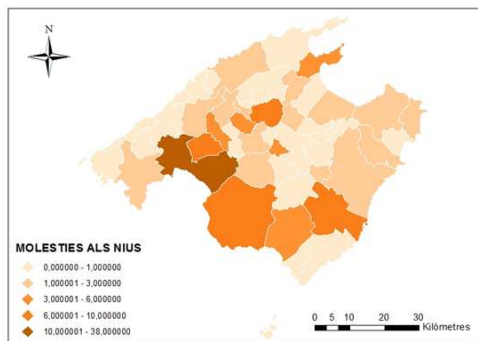 N
MOLESTIES ALS NIUS
0,000000 - 1,000000
1,000001 - 3,000000
3,000001 - 6,000000
6,000001 - 10,000000
10,000001 - 38,000000
0 5 10 20 30
Kilòmetres